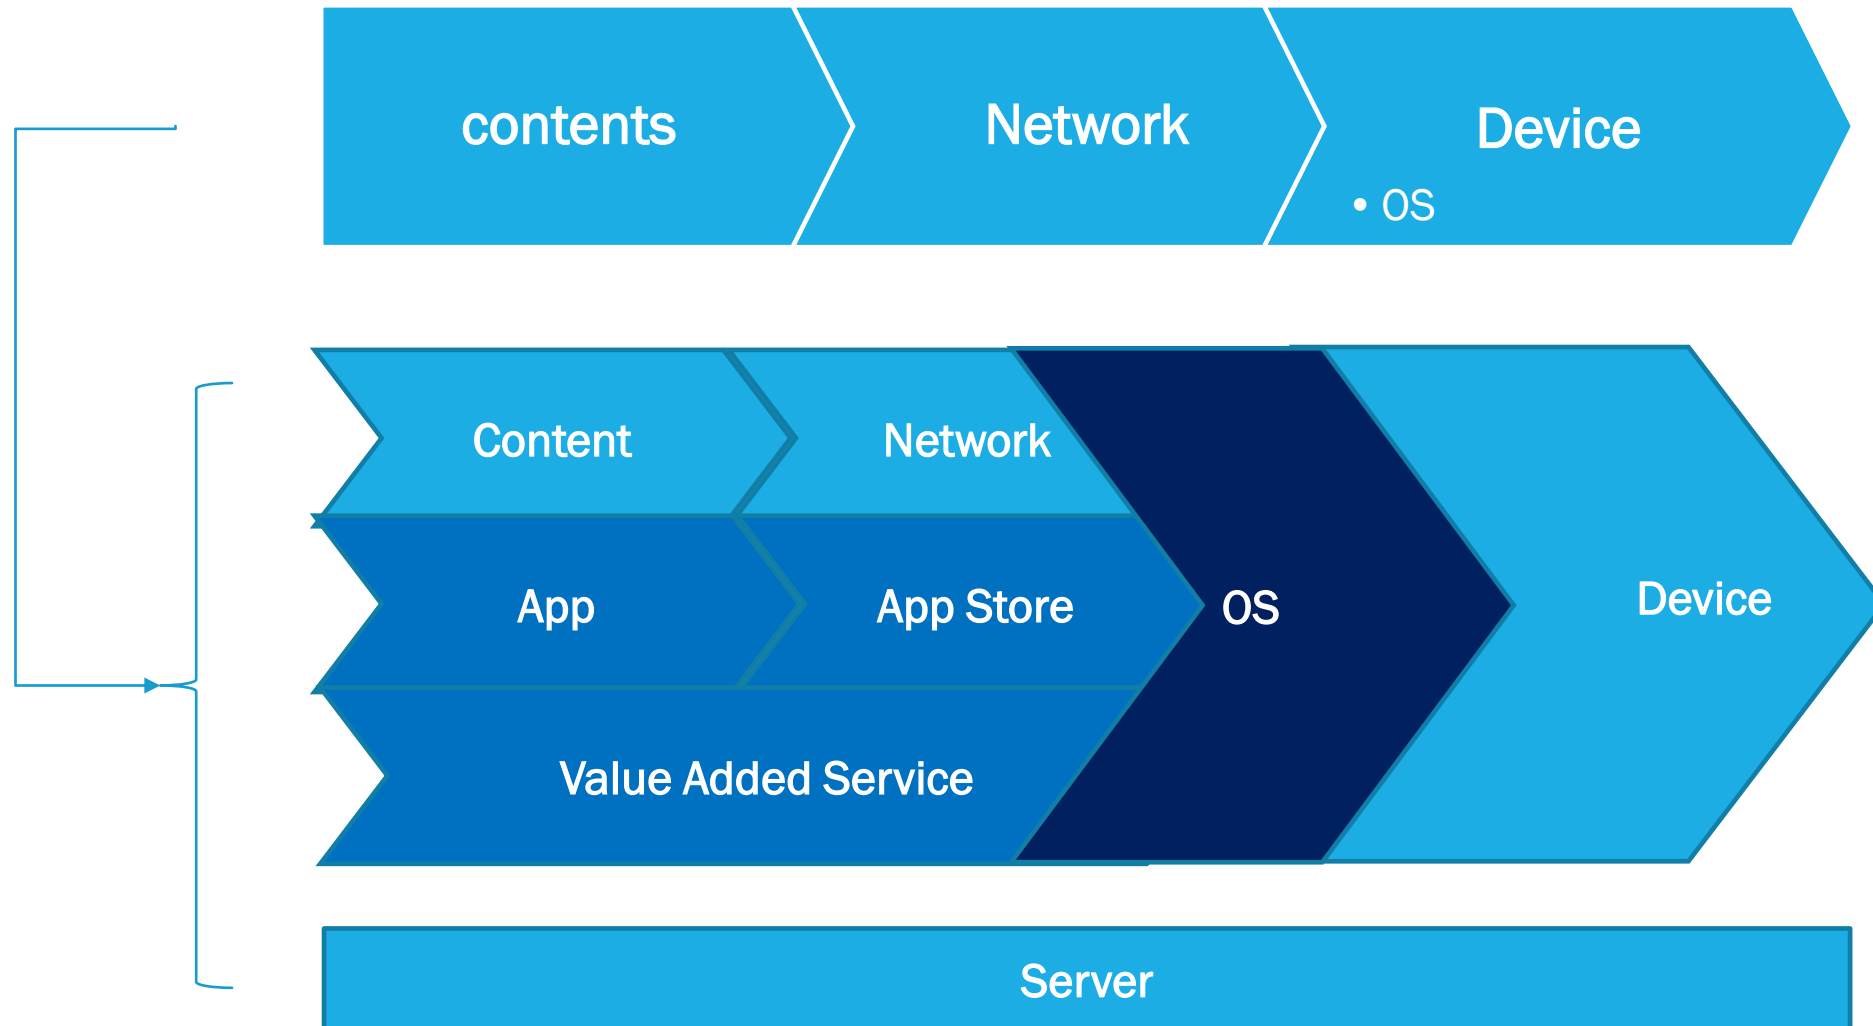 contents
Network
Device
• OS
Content
Network
App
App Store
OS
Device
Value Added Service
Server